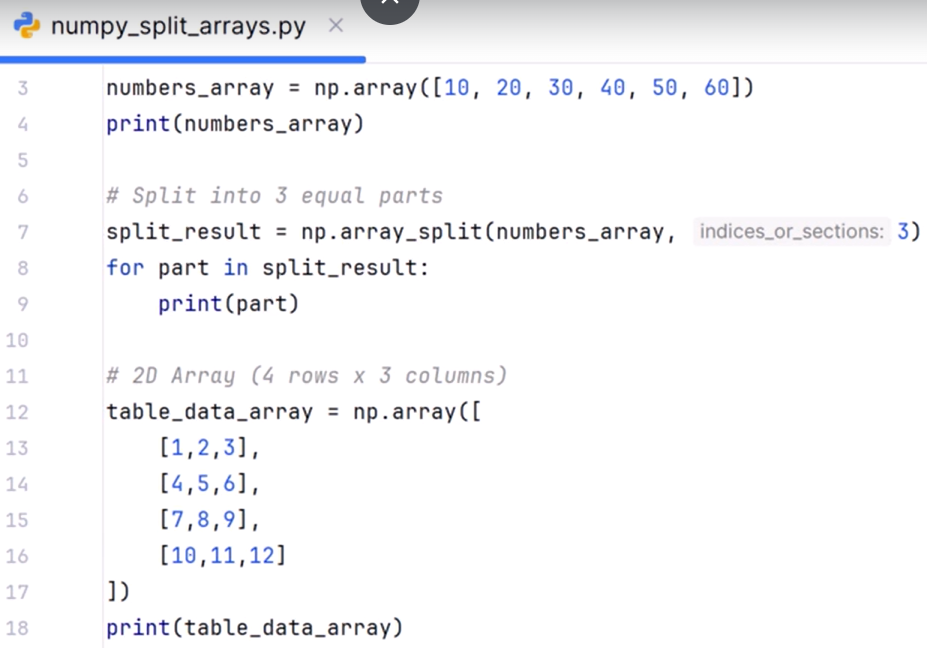 numpy_split_arrays.py ×
3 numbers_array = np.array([10, 20, 30, 40, 50, 60])
4 print(numbers_array)
5
6 # Split into 3 equal parts
7 split_result = np.array_split(numbers_array, indices_or_sections: 3)
8 for part in split_result:
9     print(part)
10
11 # 2D Array (4 rows x 3 columns)
12 table_data_array = np.array([
13     [1,2,3],
14     [4,5,6],
15     [7,8,9],
16     [10,11,12]
17 ])
18 print(table_data_array)